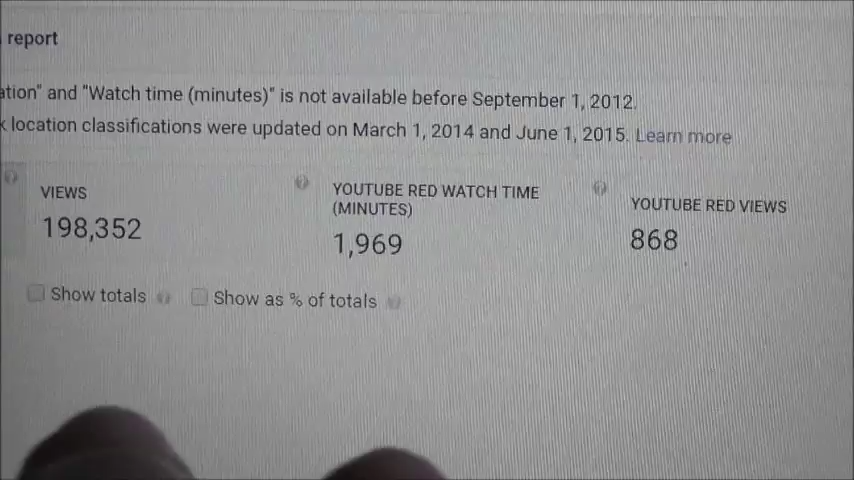 report
ation" and "Watch time (minutes)" is not available before September 1, 2012.
k location classifications were updated on March 1, 2014 and June 1, 2015. Learn more
VIEWS
198,352
YOUTUBE RED WATCH TIME
(MINUTES)
1,969
YOUTUBE RED VIEWS
868
Show totals
Show as % of totals